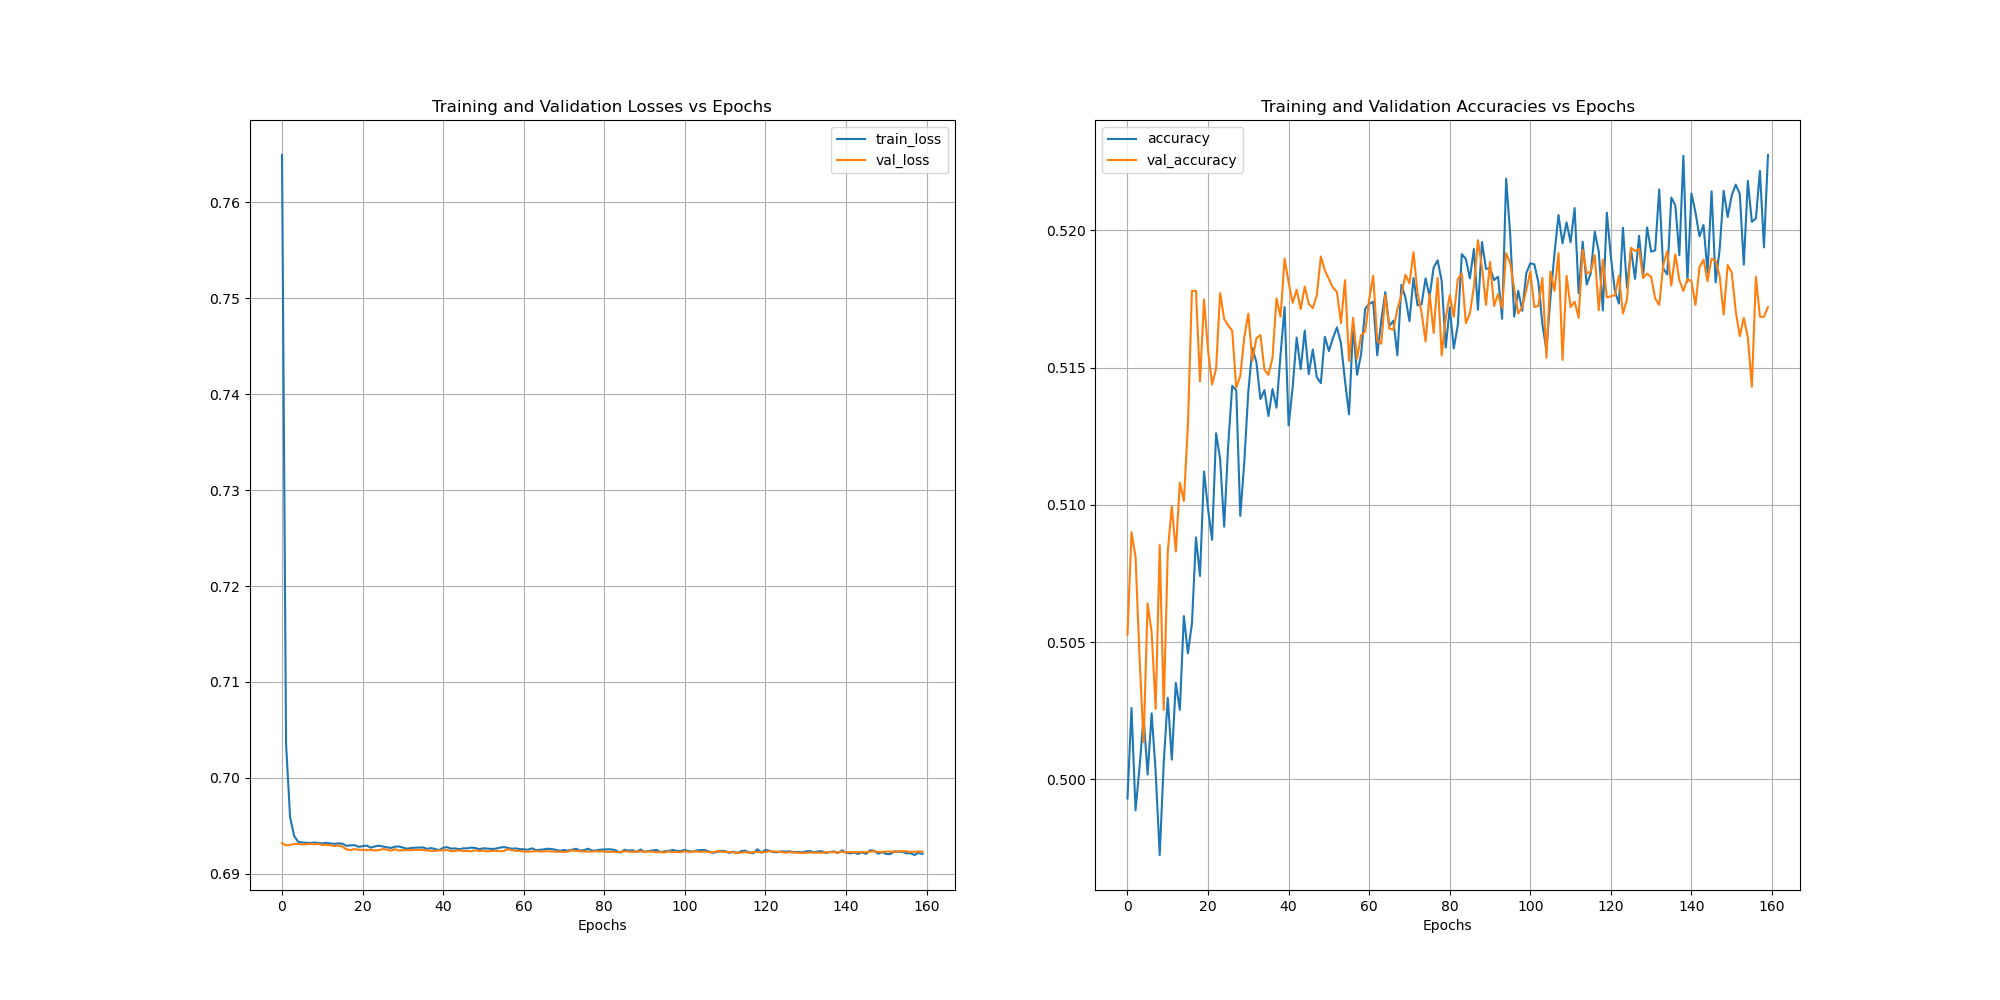 Training and Validation Losses vs Epochs
train_loss
val_loss
0.76
0.75
0.74
0.73
0.72
0.71
0.70
0.69
0 20 40 60 80 100 120 140 160
Epochs
Training and Validation Accuracies vs Epochs
accuracy
val_accuracy
0.520
0.515
0.510
0.505
0.500
0 20 40 60 80 100 120 140 160
Epochs